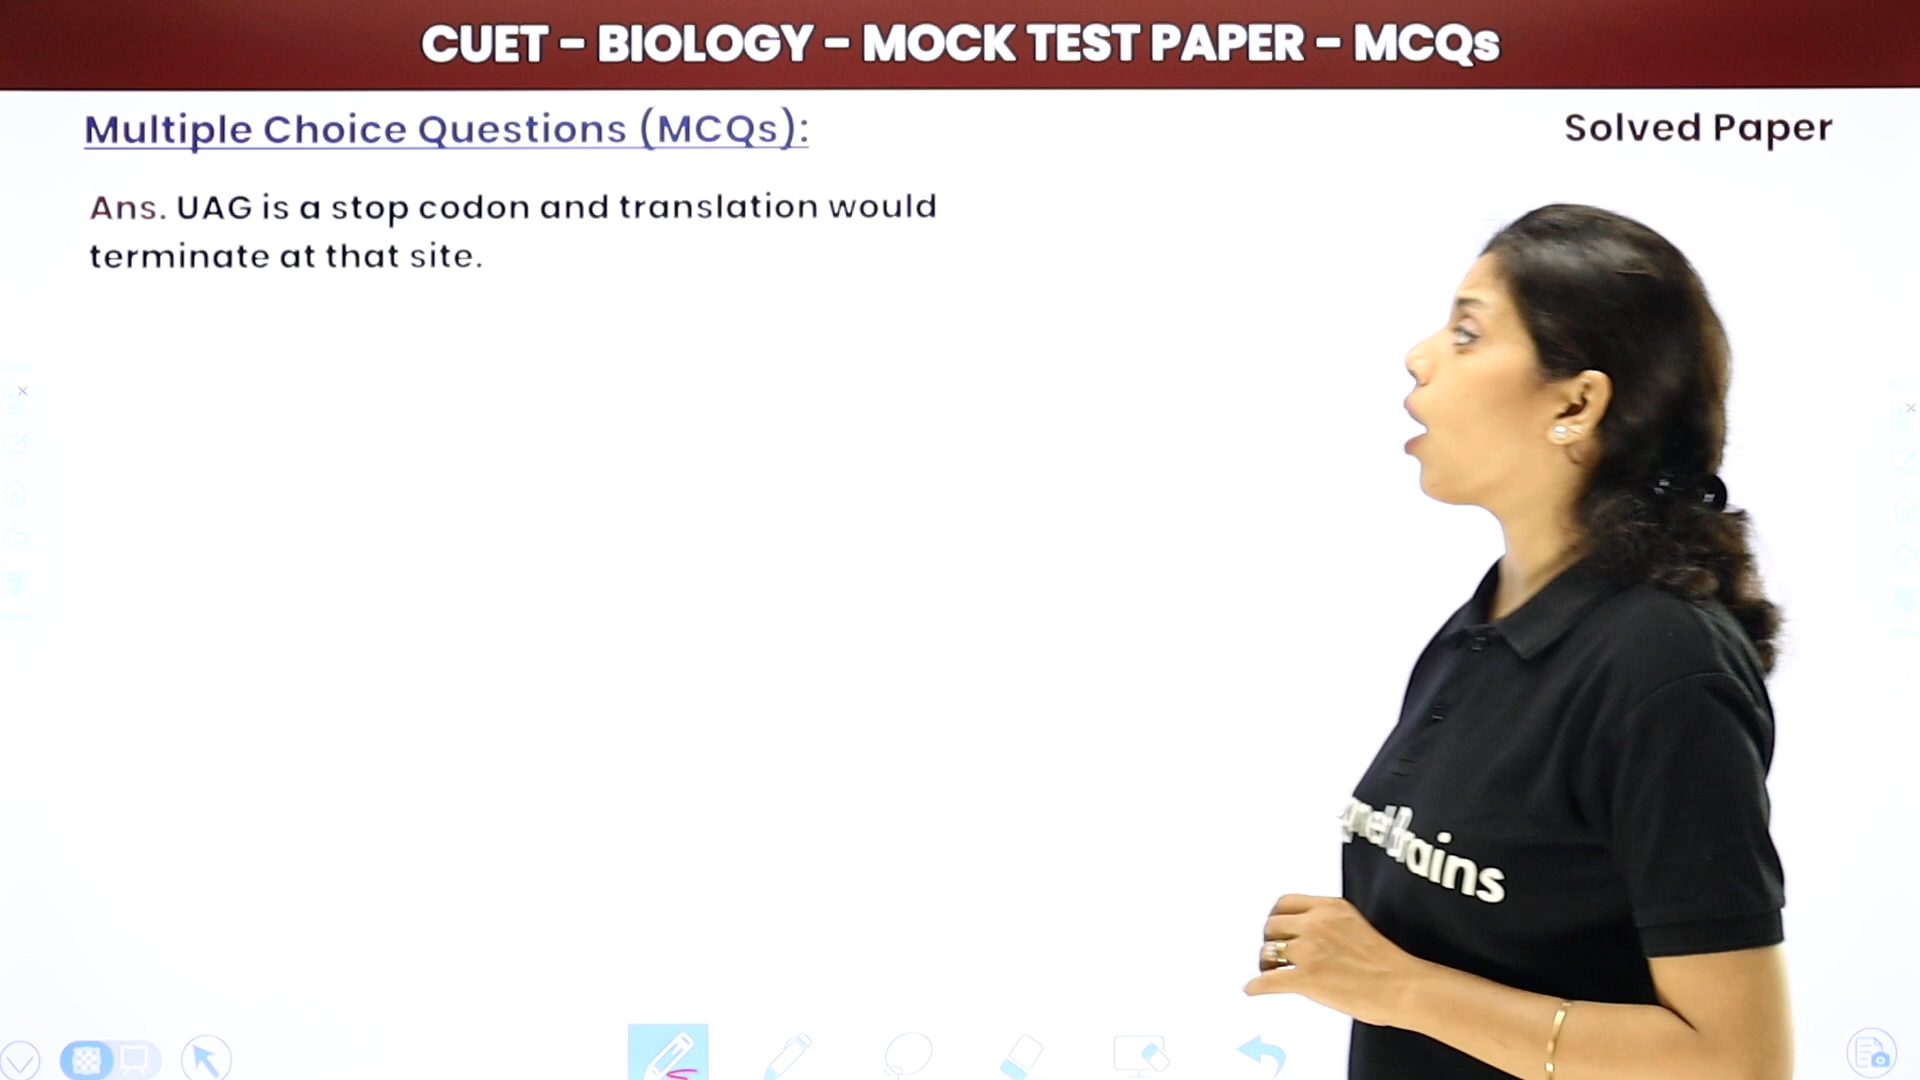 CUET - BIOLOGY - MOCK TEST PAPER - MCQs
Multiple Choice Questions (MCQs):
Solved Paper
Ans. UAG is a stop codon and translation would
terminate at that site.